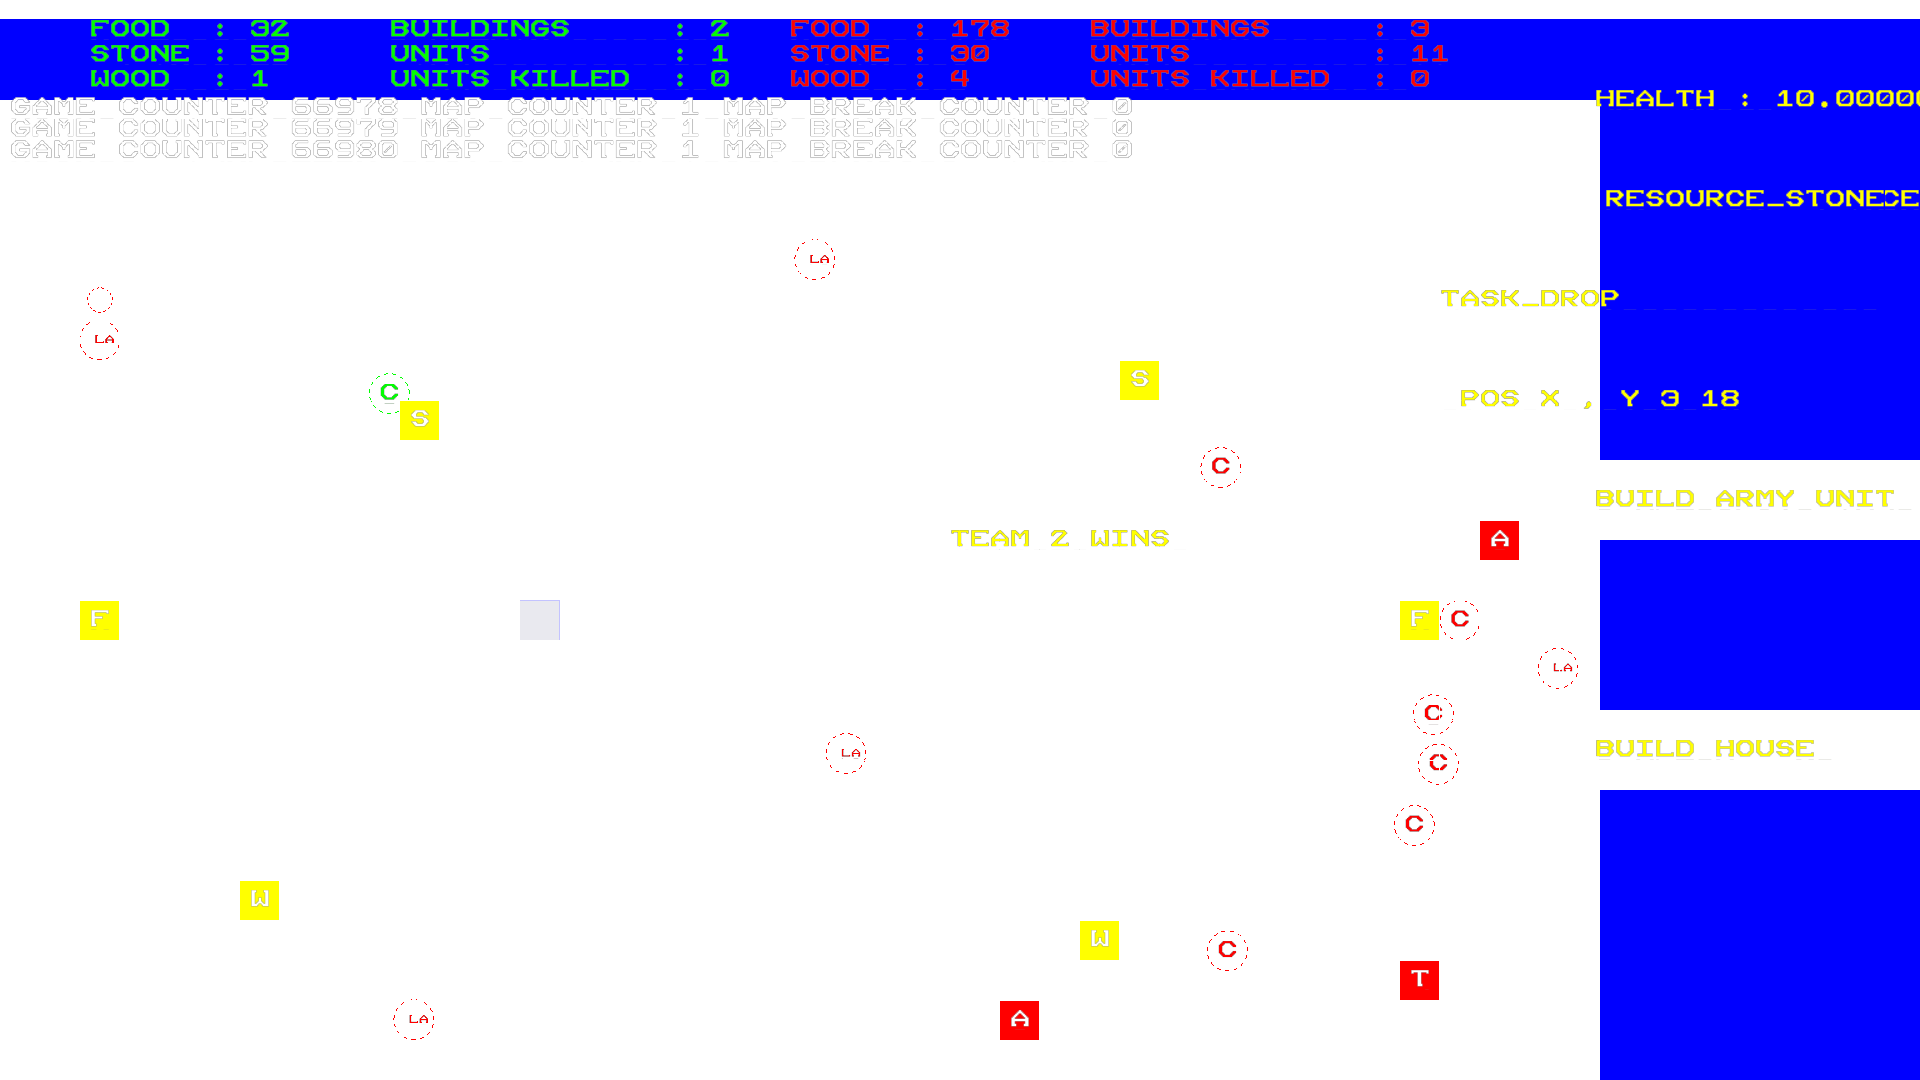 FOOD : 32 BUILDINGS : 2 FOOD : 178 BUILDINGS : 3
STONE : 59 UNITS : 1 STONE : 30 UNITS : 11
WOOD : 1 UNITS KILLED : 0 WOOD : 4 UNITS KILLED : 0
HEALTH : 10.0000
GAME COUNTER 66978 MAP COUNTER 1 MAP BREAK COUNTER 0
GAME COUNTER 66979 MAP COUNTER 1 MAP BREAK COUNTER 0
GAME COUNTER 66980 MAP COUNTER 1 MAP BREAK COUNTER 0
RESOURCE_STONE
LA
TASK_DROP
LA
S
C
POS X , Y 3 18
S
C
BUILD ARMY UNIT
TEAM 2 WINS
A
F
F C
LA
C
BUILD HOUSE
LA
C
C
W
W
C
T
LA
A